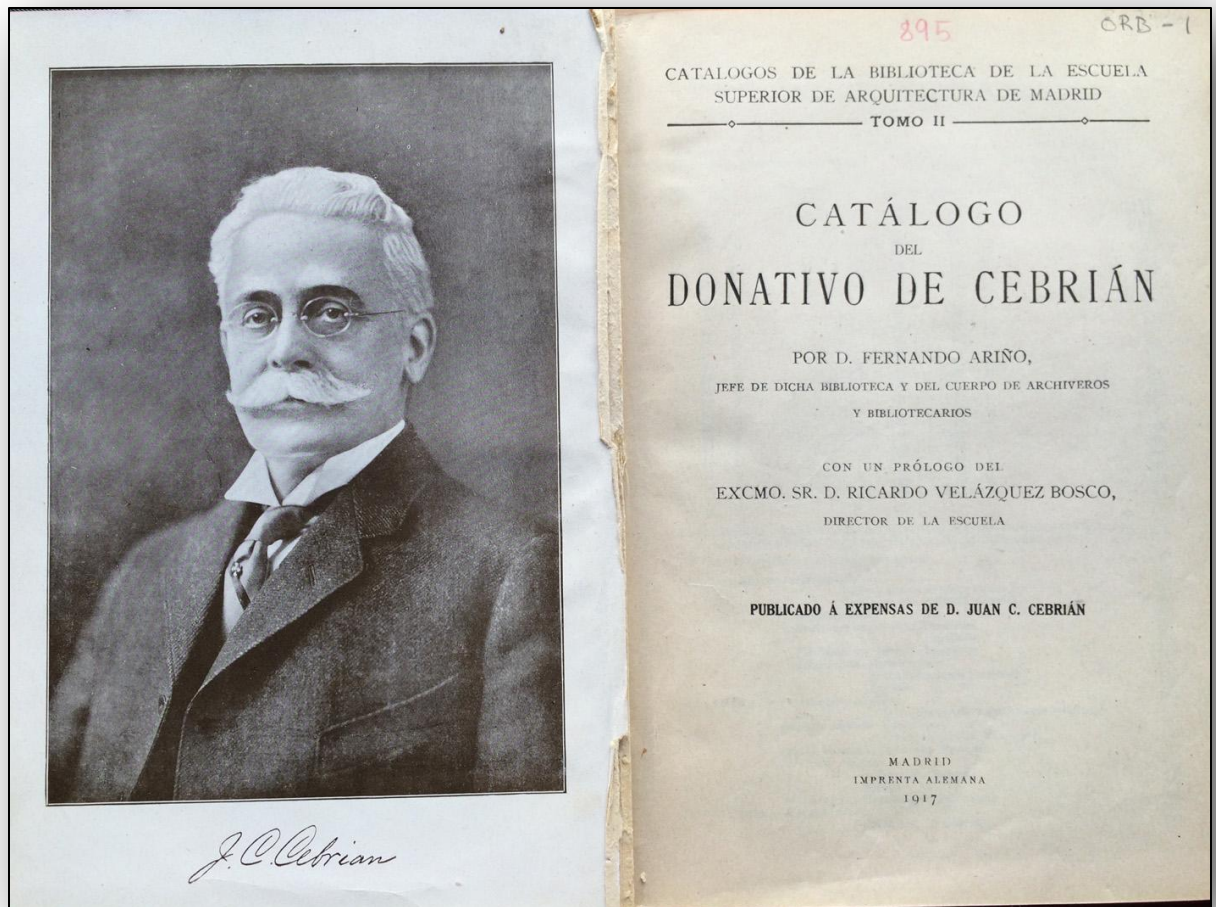 J. C. Cebrian
895
ORB - 1
CATALOGOS DE LA BIBLIOTECA DE LA ESCUELA
SUPERIOR DE ARQUITECTURA DE MADRID
TOMO II
CATÁLOGO
DEL
DONATIVO DE CEBRIÁN
POR D. FERNANDO ARIÑO,
JEFE DE DICHA BIBLIOTECA Y DEL CUERPO DE ARCHIVEROS
Y BIBLIOTECARIOS
CON UN PRÓLOGO DEL
EXCMO. SR. D. RICARDO VELÁZQUEZ BOSCO,
DIRECTOR DE LA ESCUELA
PUBLICADO Á EXPENSAS DE D. JUAN C. CEBRIÁN
MADRID
IMPRENTA ALEMANA
1917